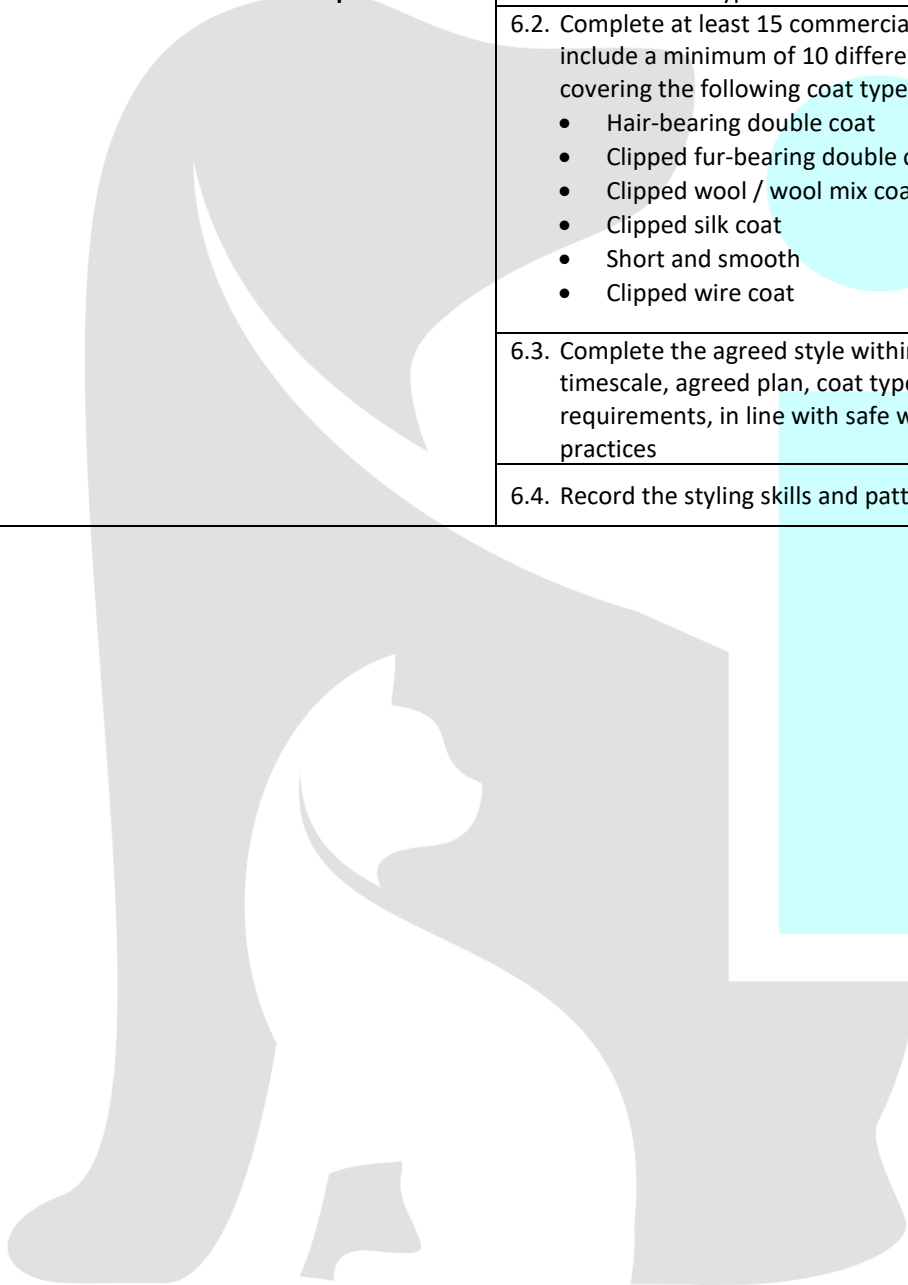 6.2. Complete at least 15 commercia
include a minimum of 10 differe
covering the following coat type
• Hair-bearing double coat
• Clipped fur-bearing double
• Clipped wool / wool mix coa
• Clipped silk coat
• Short and smooth
• Clipped wire coat
6.3. Complete the agreed style within
timescale, agreed plan, coat type
requirements, in line with safe w
practices
6.4. Record the styling skills and patt